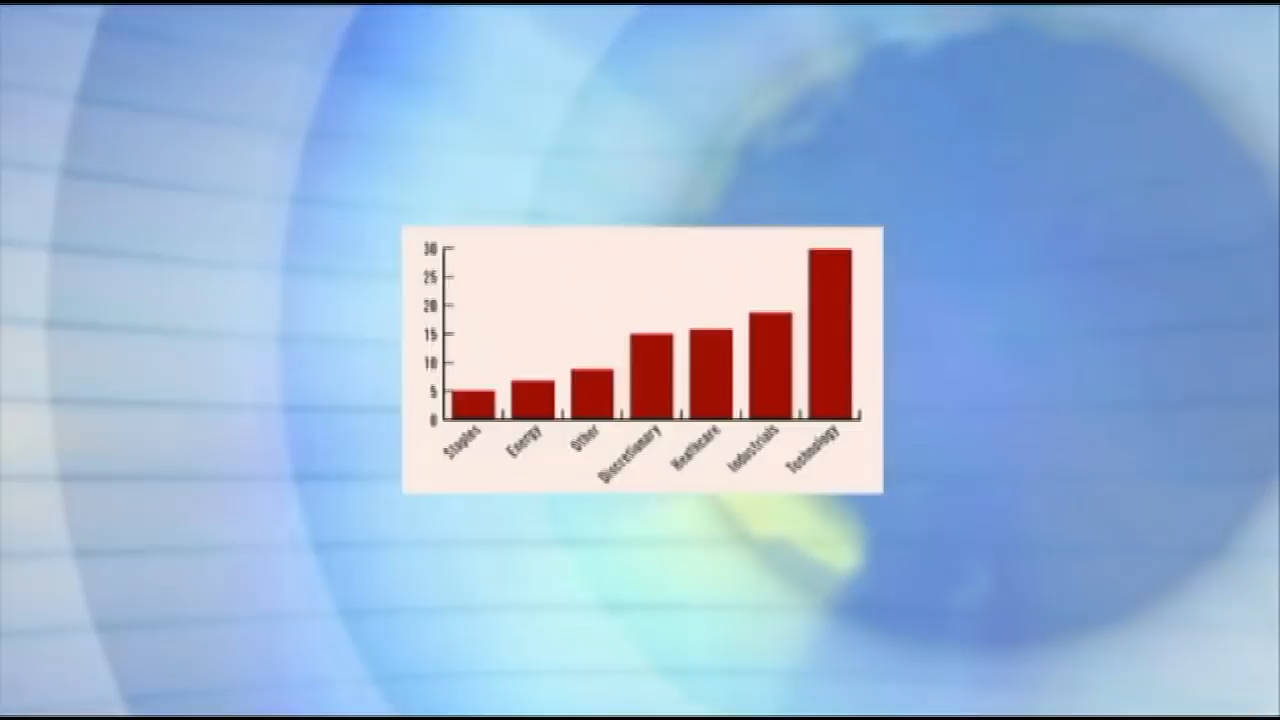 30
25
20
15
10
5
0
Staples
Energy
Other
Discretionary
Healthcare
Industrials
Technology